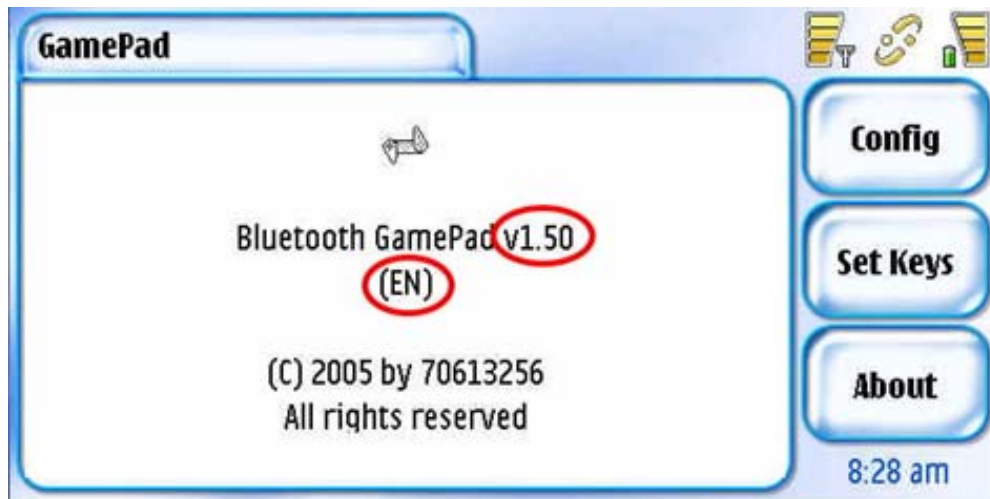 GamePad
Config
Bluetooth GamePad v1.50
(EN)
Set Keys
(C) 2005 by 70613256
All rights reserved
About
8:28 am